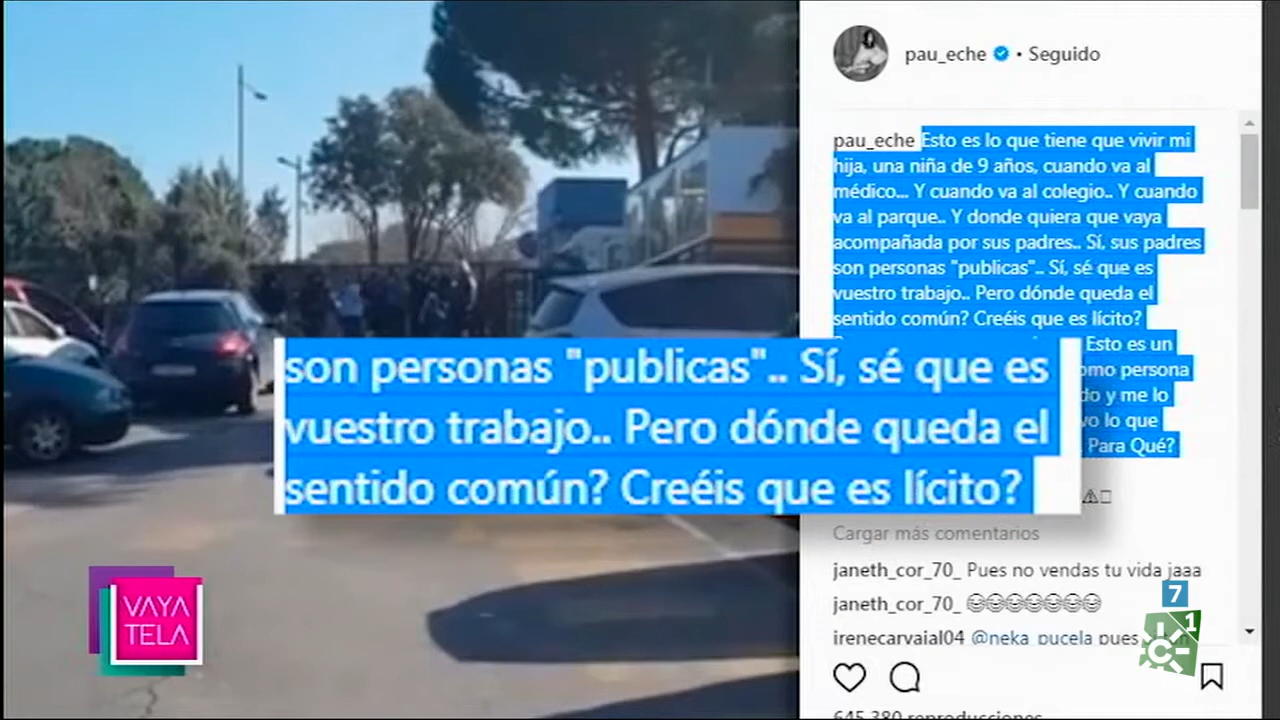 pau_eche • Seguido
pau_eche Esto es lo que tiene que vivir mi
hija, una niña de 9 años, cuando va al
médico... Y cuando va al colegio.. Y cuando
va al parque.. Y donde quiera que vaya
acompañada por sus padres.. Sí, sus padres
son personas "publicas".. Sí, sé que es
vuestro trabajo.. Pero dónde queda el
sentido común? Creéis que es lícito?
Esto es un
omo persona
do y me lo
vo lo que
Para Qué?
son personas "publicas".. Sí, sé que es
vuestro trabajo.. Pero dónde queda el
sentido común? Creéis que es lícito?
Cargar más comentarios
janeth_cor_70_ Pues no vendas tu vida jaaa
janeth_cor_70_
irenecarvajal04 @neka_pucela pues
645.380 reproducciones
VAYA
TELA
7
1